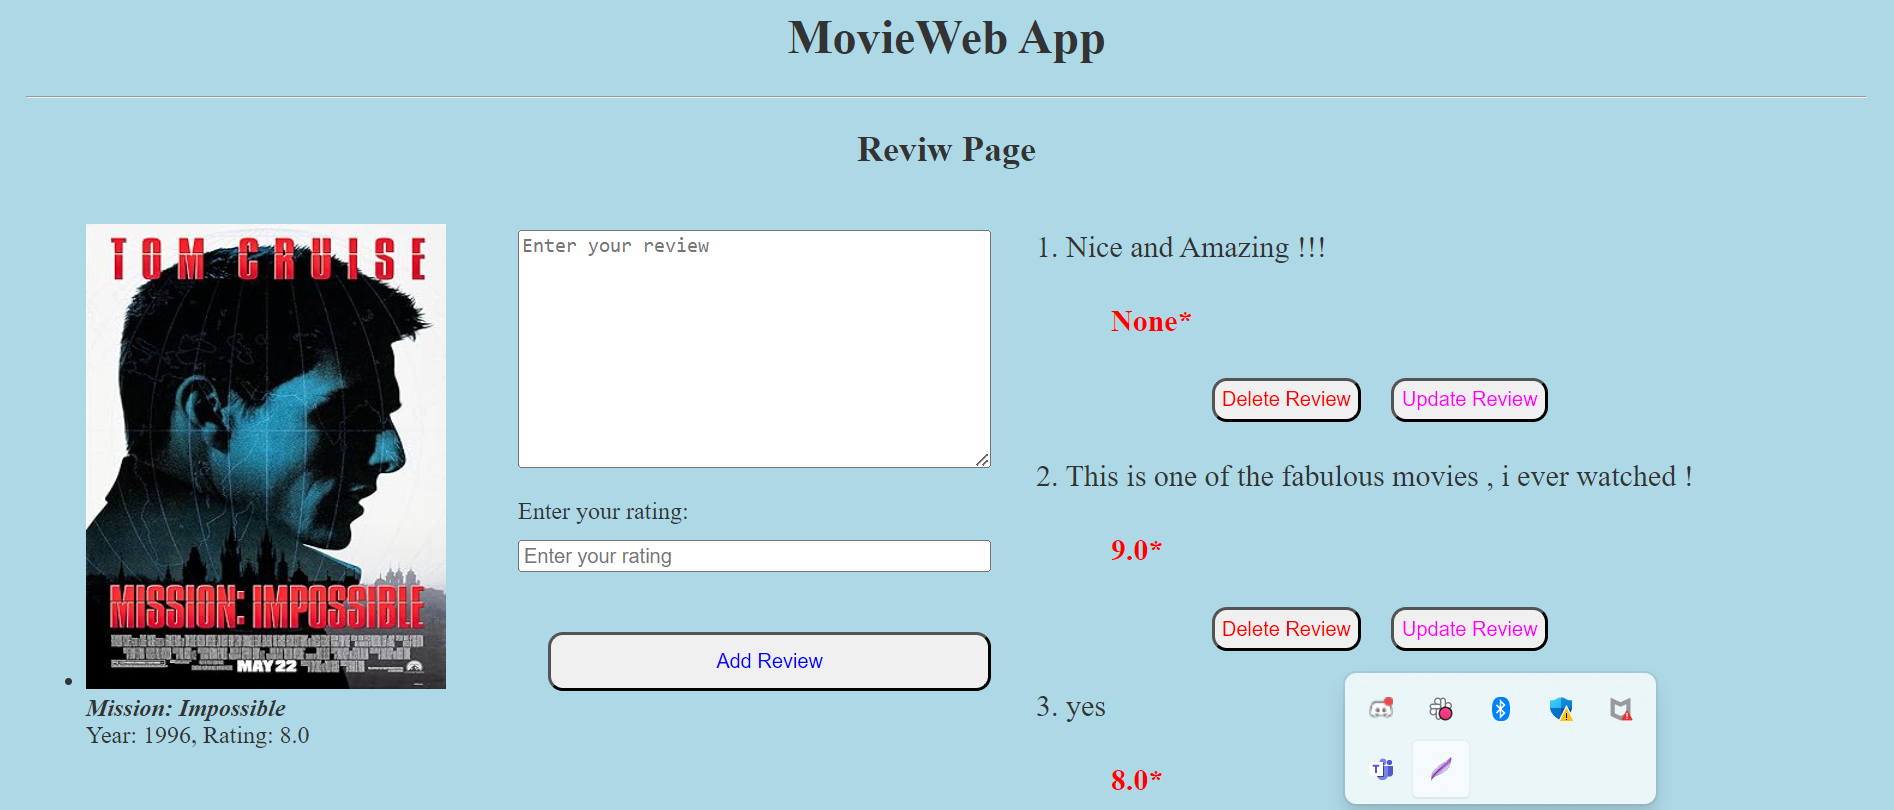 MovieWeb App
Reviw Page
TOM CRUISE
MISSION: IMPOSSIBLE
MAY 22
Mission: Impossible
Year: 1996, Rating: 8.0
Enter your review
Enter your rating:
Enter your rating
Add Review
1. Nice and Amazing !!!
None*
Delete Review Update Review
2. This is one of the fabulous movies , i ever watched !
9.0*
Delete Review Update Review
3. yes
8.0*